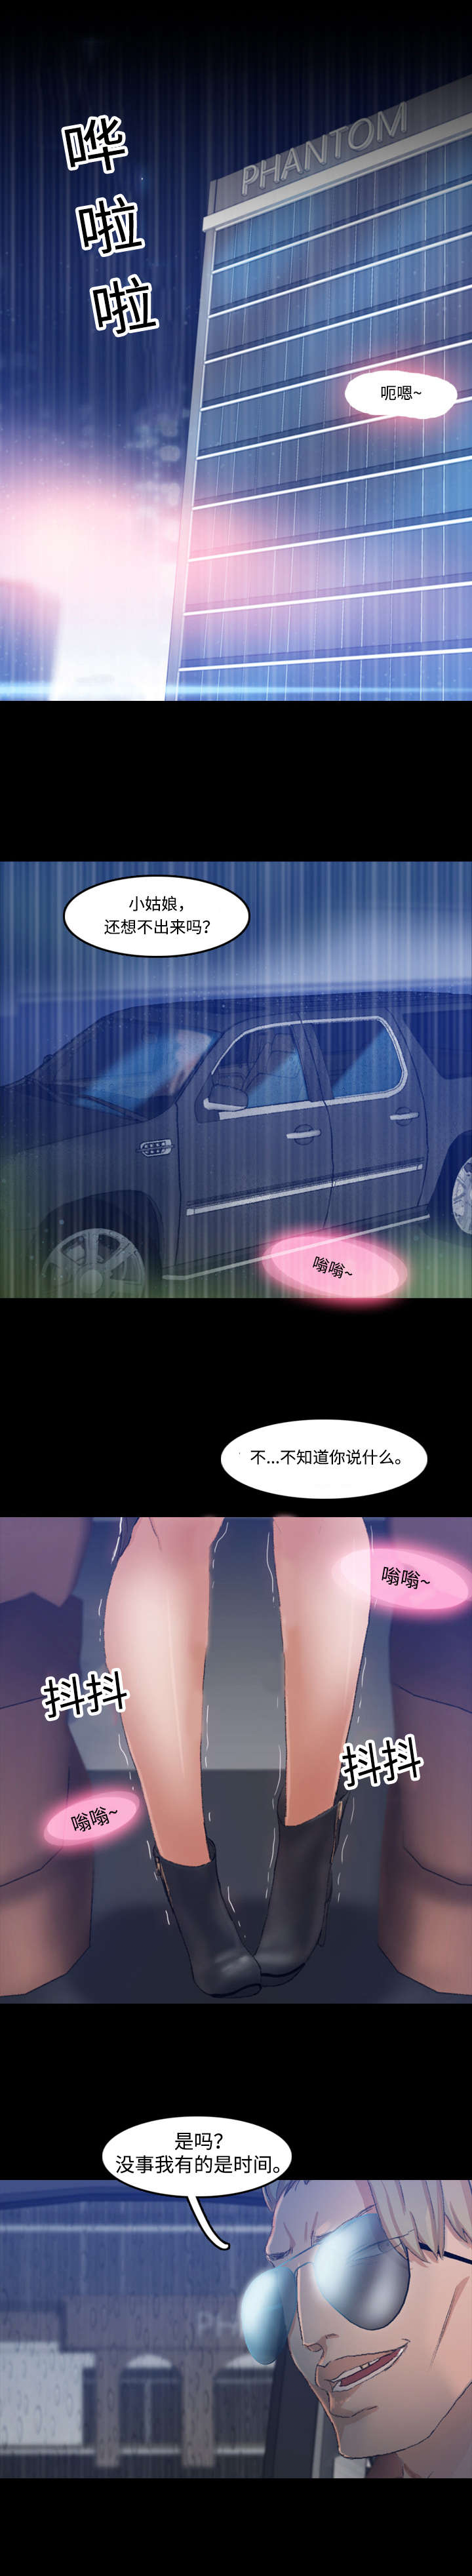 PHANTOM
哗
啦
啦
呃嗯~
小姑娘，
还想不出来吗？
嗡嗡~
不...不知道你说什么。
嗡嗡~
抖抖
抖抖
嗡嗡~
是吗？
没事我有的是时间。
PH